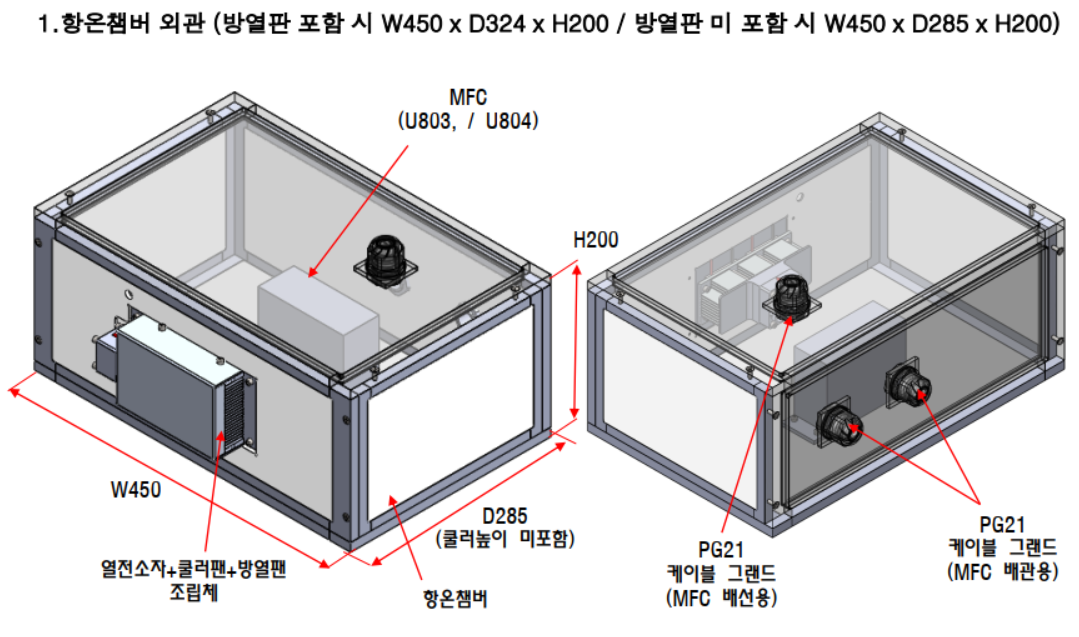 1.항온챔버 외관 (방열판 포함 시 W450 x D324 x H200 / 방열판 미 포함 시 W450 x D285 x H200)
MFC
(U803, / U804)
H200
W450
D285
(쿨러높이 미포함)
열전소자+쿨러팬+방열팬
조립체
항온챔버
PG21
케이블 그랜드
(MFC 배선용)
PG21
케이블 그랜드
(MFC 배관용)